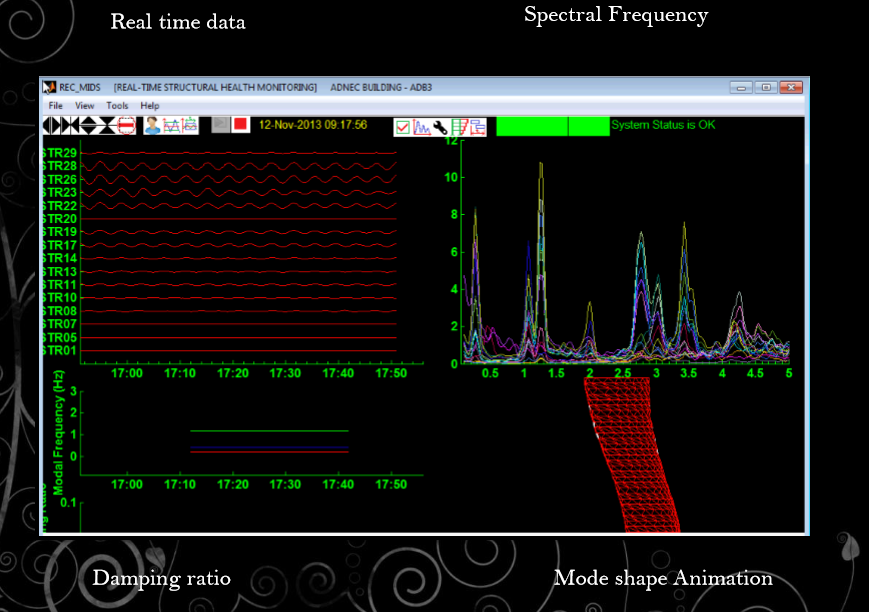 Real time data
Spectral Frequency
REC_MIDS [REAL-TIME STRUCTURAL HEALTH MONITORING] ADNEC BUILDING - ADB3
File View Tools Help
12-Nov-2013 09:17:56
System Status is OK
STR29
STR28
STR26
STR23
STR22
STR20
STR19
STR17
STR14
STR13
STR11
STR10
STR08
STR07
STR05
STR01
17:00 17:10 17:20 17:30 17:40 17:50
12
10
8
6
4
2
0
0.5 1 1.5 2 2.5 3 3.5 4 4.5 5
Modal Frequency (Hz)
3
2
1
0
17:00 17:10 17:20 17:30 17:40 17:50
0.1
Damping ratio
Mode shape Animation